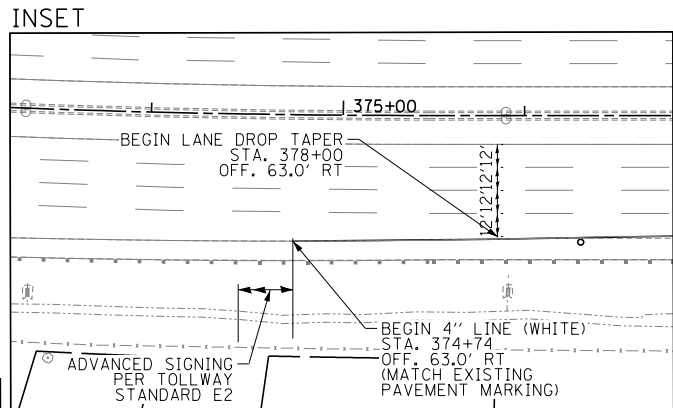 INSET
375+00
BEGIN LANE DROP TAPER
STA. 378+00
OFF. 63.0' RT
12'12'12'12'
BEGIN 4'' LINE (WHITE)
STA. 374+74
OFF. 63.0' RT
(MATCH EXISTING
PAVEMENT MARKING)
ADVANCED SIGNING
PER TOLLWAY
STANDARD E2